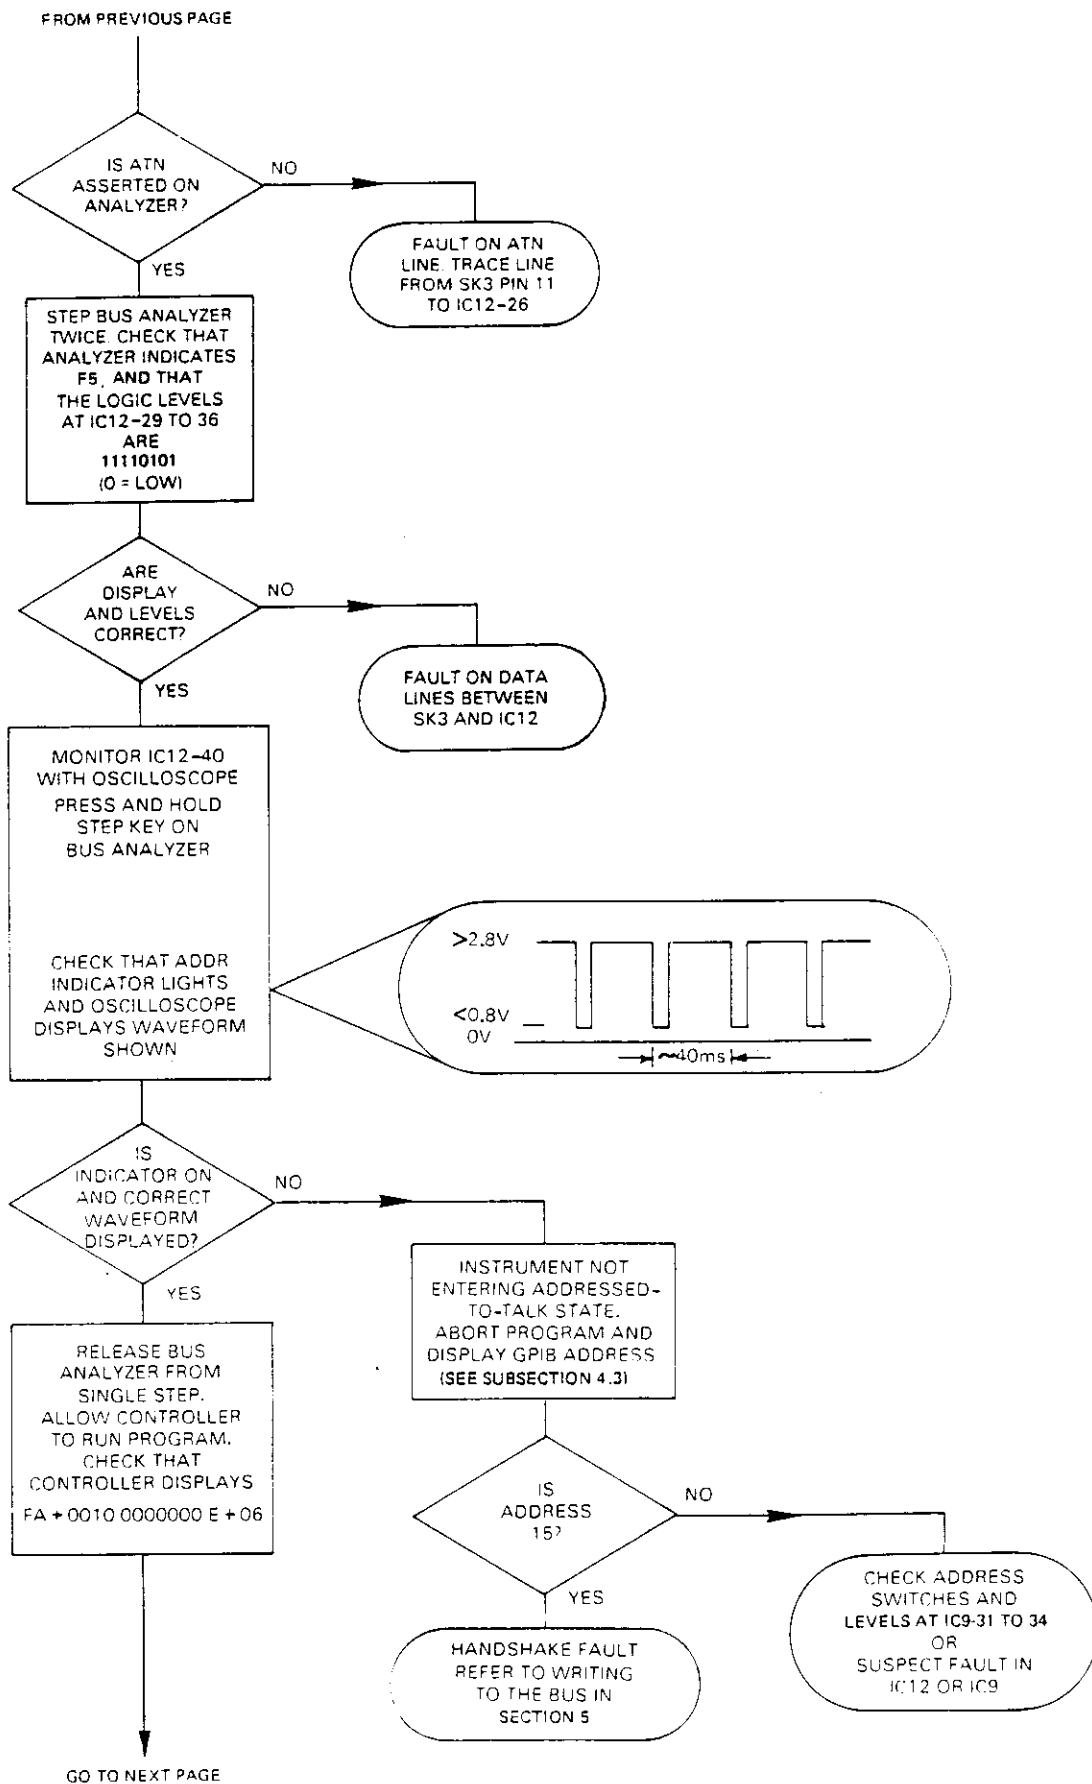 FROM PREVIOUS PAGE
IS ATN
ASSERTED ON
ANALYZER?
NO
FAULT ON ATN
LINE. TRACE LINE
FROM SK3 PIN 11
TO IC12-26
YES
STEP BUS ANALYZER
TWICE. CHECK THAT
ANALYZER INDICATES
F5, AND THAT
THE LOGIC LEVELS
AT IC12-29 TO 36
ARE
11110101
(0 = LOW)
ARE
DISPLAY
AND LEVELS
CORRECT?
NO
FAULT ON DATA
LINES BETWEEN
SK3 AND IC12
YES
MONITOR IC12-40
WITH OSCILLOSCOPE
PRESS AND HOLD
STEP KEY ON
BUS ANALYZER
CHECK THAT ADDR
INDICATOR LIGHTS
AND OSCILLOSCOPE
DISPLAYS WAVEFORM
SHOWN
>2.8V
<0.8V
0V
~40ms
IS
INDICATOR ON
AND CORRECT
WAVEFORM
DISPLAYED?
NO
INSTRUMENT NOT
ENTERING ADDRESSED-
TO-TALK STATE.
ABORT PROGRAM AND
DISPLAY GPIB ADDRESS
(SEE SUBSECTION 4.3)
YES
RELEASE BUS
ANALYZER FROM
SINGLE STEP.
ALLOW CONTROLLER
TO RUN PROGRAM.
CHECK THAT
CONTROLLER DISPLAYS
FA + 0010 0000000 E + 06
IS
ADDRESS
15?
NO
CHECK ADDRESS
SWITCHES AND
LEVELS AT IC9-31 TO 34
OR
SUSPECT FAULT IN
IC12 OR IC9
YES
HANDSHAKE FAULT
REFER TO WRITING
TO THE BUS IN
SECTION 5
GO TO NEXT PAGE